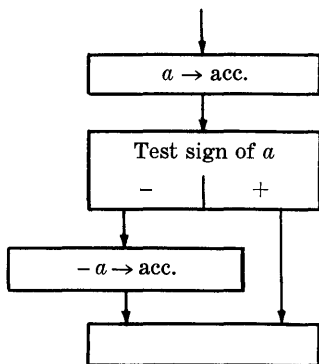 a → acc.
Test sign of a
− | +
− a → acc.